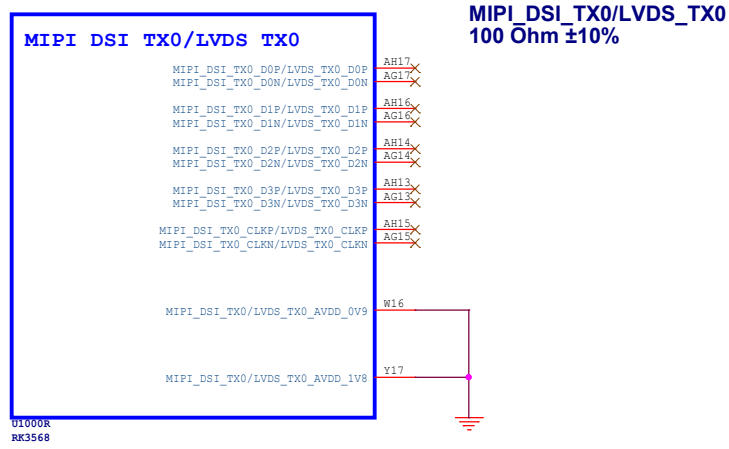 MIPI_DSI_TX0/LVDS_TX0
100 Ohm ±10%
MIPI DSI TX0/LVDS TX0
MIPI_DSI_TX0_D0P/LVDS_TX0_D0P AH17
MIPI_DSI_TX0_D0N/LVDS_TX0_D0N AG17
MIPI_DSI_TX0_D1P/LVDS_TX0_D1P AH16
MIPI_DSI_TX0_D1N/LVDS_TX0_D1N AG16
MIPI_DSI_TX0_D2P/LVDS_TX0_D2P AH14
MIPI_DSI_TX0_D2N/LVDS_TX0_D2N AG14
MIPI_DSI_TX0_D3P/LVDS_TX0_D3P AH13
MIPI_DSI_TX0_D3N/LVDS_TX0_D3N AG13
MIPI_DSI_TX0_CLKP/LVDS_TX0_CLKP AH15
MIPI_DSI_TX0_CLKN/LVDS_TX0_CLKN AG15
MIPI_DSI_TX0/LVDS_TX0_AVDD_0V9 W16
MIPI_DSI_TX0/LVDS_TX0_AVDD_1V8 Y17
U1000R
RK3568